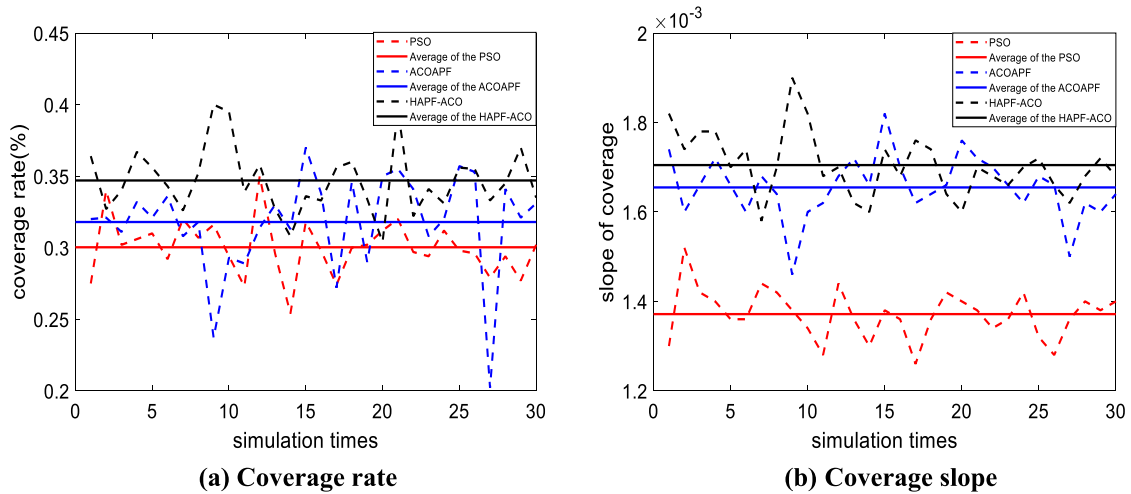 0.45
0.4
0.35
0.3
0.25
0.2
coverage rate(%)
PSO
Average of the PSO
ACOAPF
Average of the ACOAPF
HAPF-ACO
Average of the HAPF-ACO
0 5 10 15 20 25 30
simulation times
(a) Coverage rate
×10⁻³
2
1.8
1.6
1.4
1.2
slope of coverage
PSO
Average of the PSO
ACOAPF
Average of the ACOAPF
HAPF-ACO
Average of the HAPF-ACO
0 5 10 15 20 25 30
simulation times
(b) Coverage slope